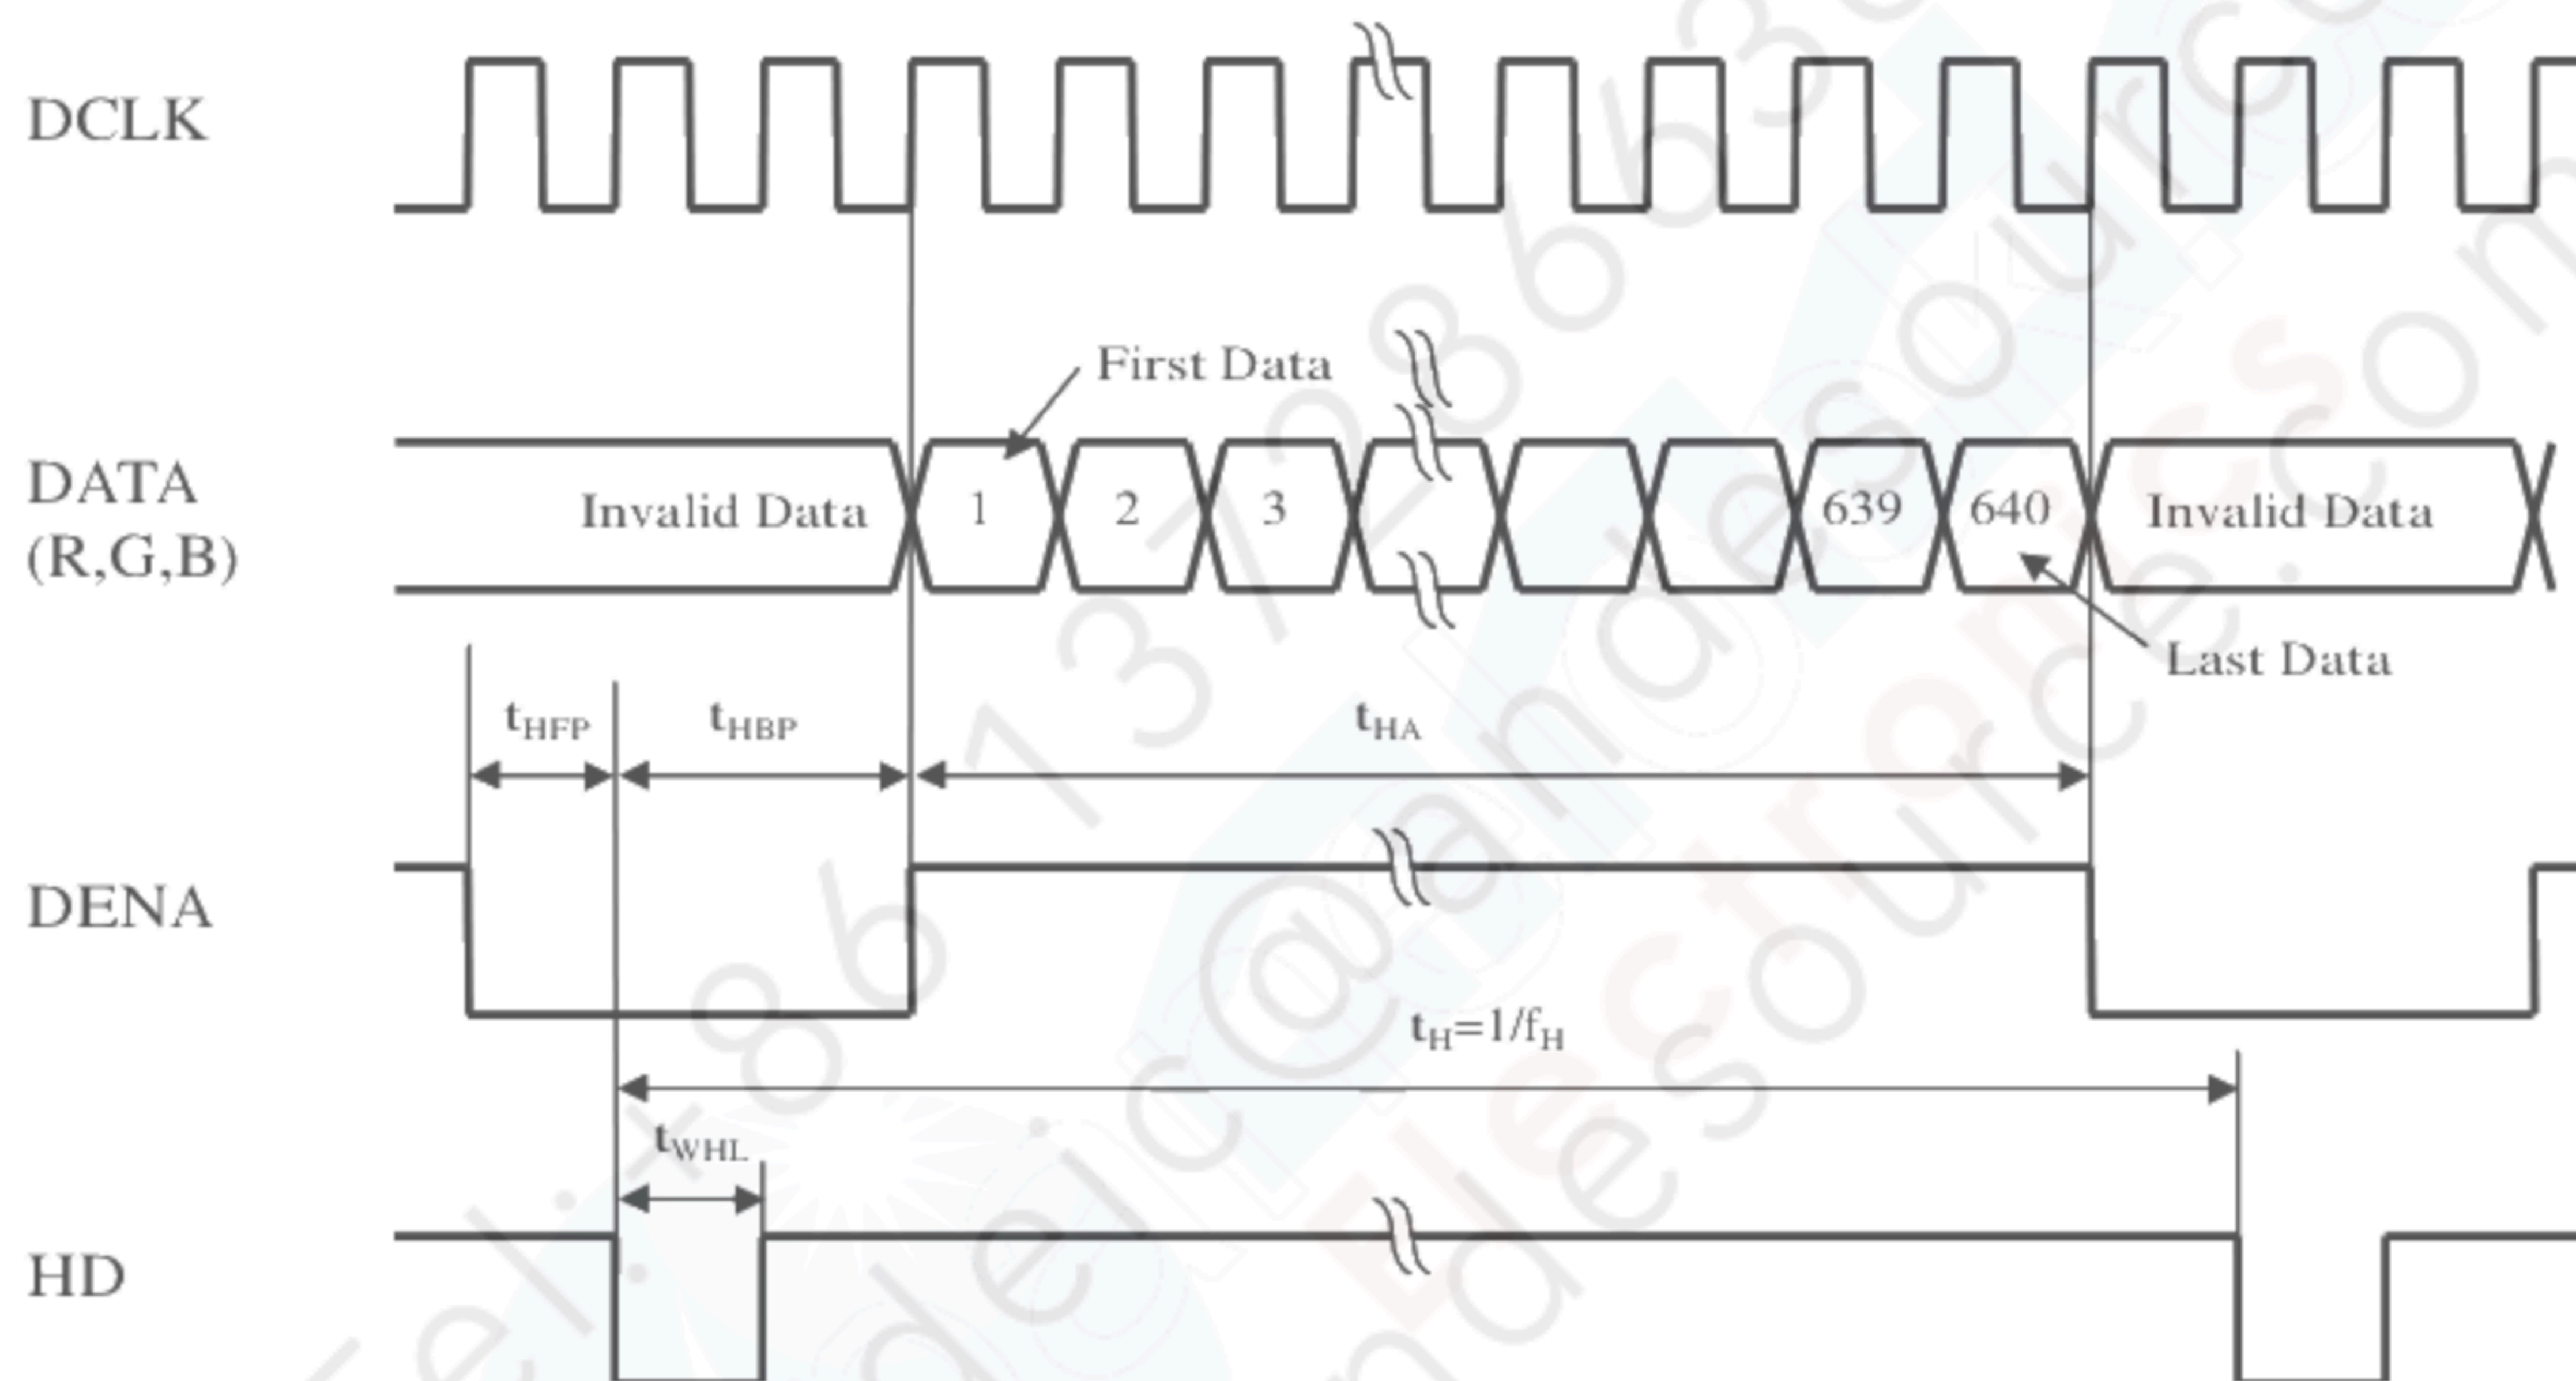 DCLK
First Data
DATA
(R,G,B)
Invalid Data
1
2
3
639
640
Invalid Data
Last Data
tHFP
tHBP
tHA
DENA
tH=1/fH
tWHL
HD